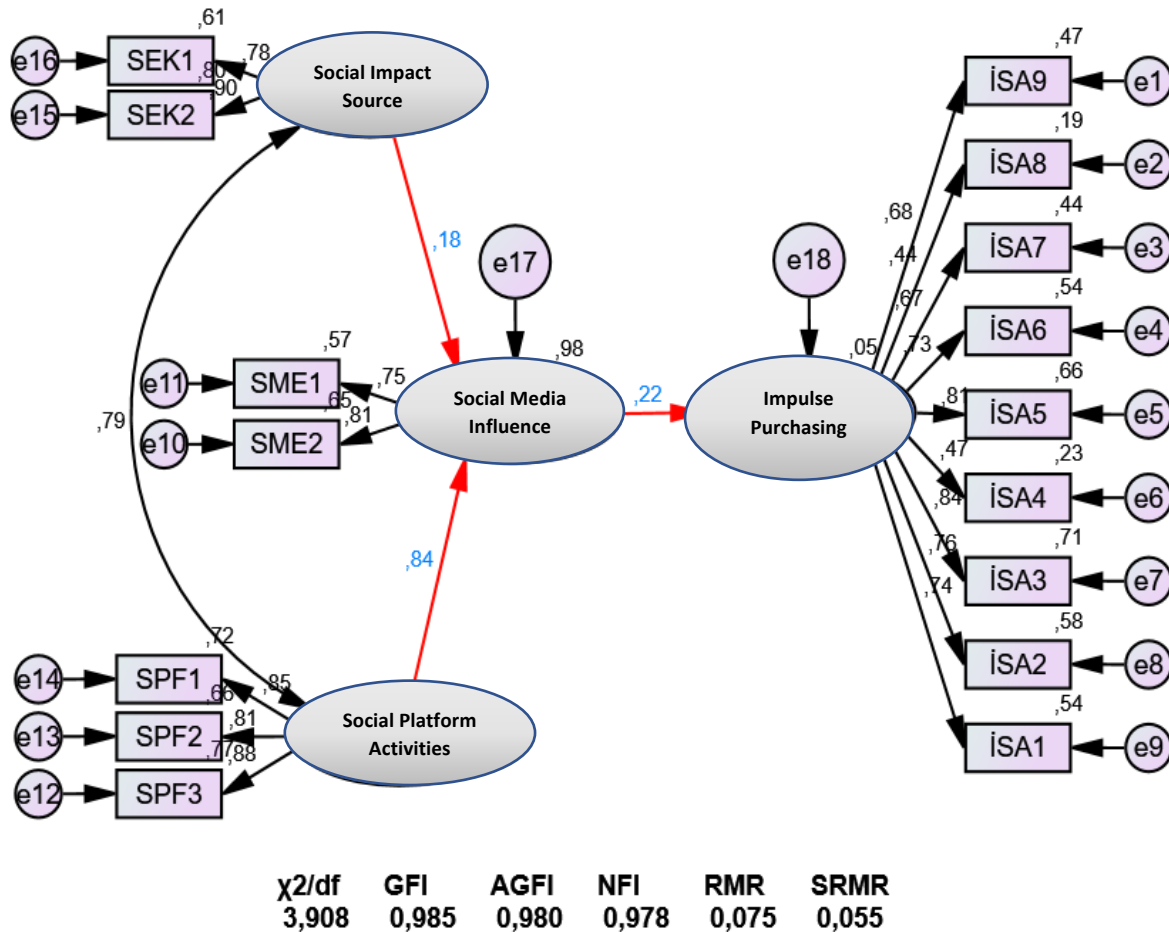 ,61
,47
e16
SEK1
,78
Social Impact
Source
İSA9
e1
,80
,90
e15
SEK2
,19
İSA8
e2
,68
,44
,18
e17
e18
,44
İSA7
e3
,67
,54
,57
,98
,05
,73
İSA6
e4
e11
SME1
,75
,66
,79
,65
,81
Social Media
Influence
,22
Impulse
Purchasing
,81
İSA5
e5
e10
SME2
,47
,23
,84
İSA4
e6
,84
,76
,71
İSA3
e7
,74
,72
,58
e14
SPF1
,85
İSA2
e8
,66
,81
Social Platform
Activities
,54
e13
SPF2
İSA1
e9
,77
,88
e12
SPF3
χ2/df GFI AGFI NFI RMR SRMR
3,908 0,985 0,980 0,978 0,075 0,055